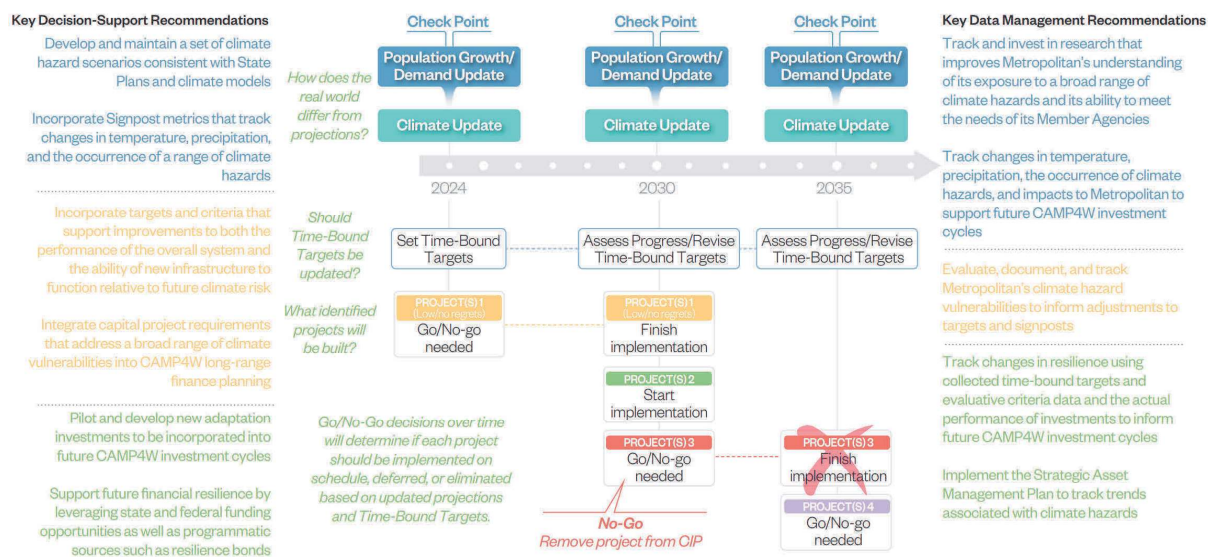 Key Decision-Support Recommendations
Develop and maintain a set of climate
hazard scenarios consistent with State
Plans and climate models
Incorporate Signpost metrics that track
changes in temperature, precipitation,
and the occurrence of a range of climate
hazards
Incorporate targets and criteria that
support improvements to both the
performance of the overall system and
the ability of new infrastructure to
function relative to future climate risk
Integrate capital project requirements
that address a broad range of climate
vulnerabilities into CAMP4W long-range
finance planning
Pilot and develop new adaptation
investments to be incorporated into
future CAMP4W investment cycles
Support future financial resilience by
leveraging state and federal funding
opportunities as well as programmatic
sources such as resilience bonds
How does the
real world
differ from
projections?
Should
Time-Bound
Targets be
updated?
What identified
projects will
be built?
Go/No-Go decisions over time
will determine if each project
should be implemented on
schedule, deferred, or eliminated
based on updated projections
and Time-Bound Targets.
Check Point
Population Growth/
Demand Update
Climate Update
2024
Set Time-Bound
Targets
PROJECT(S) 1
(Low/no regrets)
Go/No-go
needed
Check Point
Population Growth/
Demand Update
Climate Update
2030
Assess Progress/Revise
Time-Bound Targets
PROJECT(S) 1
(Low/no regrets)
Finish
implementation
PROJECT(S) 2
Start
implementation
PROJECT(S) 3
Go/No-go
needed
No-Go
Remove project from CIP
Check Point
Population Growth/
Demand Update
Climate Update
2035
Assess Progress/Revise
Time-Bound Targets
PROJECT(S) 3
Finish
implementation
PROJECT(S) 4
Go/No-go
needed
Key Data Management Recommendations
Track and invest in research that
improves Metropolitan's understanding
of its exposure to a broad range of
climate hazards and its ability to meet
the needs of its Member Agencies
Track changes in temperature,
precipitation, the occurrence of climate
hazards, and impacts to Metropolitan to
support future CAMP4W investment
cycles
Evaluate, document, and track
Metropolitan's climate hazard
vulnerabilities to inform adjustments to
targets and signposts
Track changes in resilience using
collected time-bound targets and
evaluative criteria data and the actual
performance of investments to inform
future CAMP4W investment cycles
Implement the Strategic Asset
Management Plan to track trends
associated with climate hazards